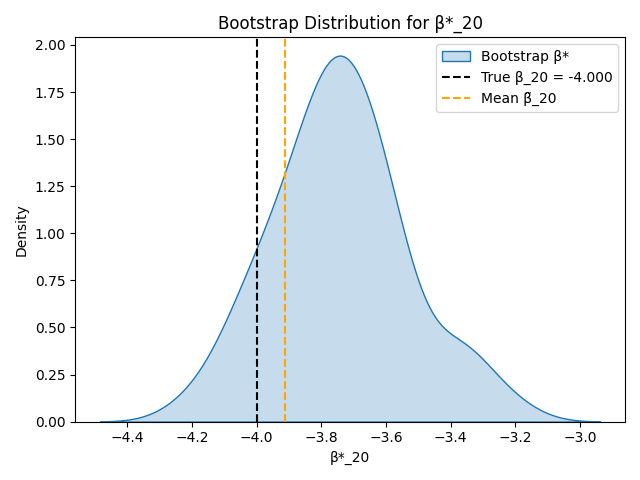 Bootstrap Distribution for β*_20
Bootstrap β*
True β_20 = -4.000
Mean β̂_20
Density
2.00
1.75
1.50
1.25
1.00
0.75
0.50
0.25
0.00
−4.4 −4.2 −4.0 −3.8 −3.6 −3.4 −3.2 −3.0
β*_20